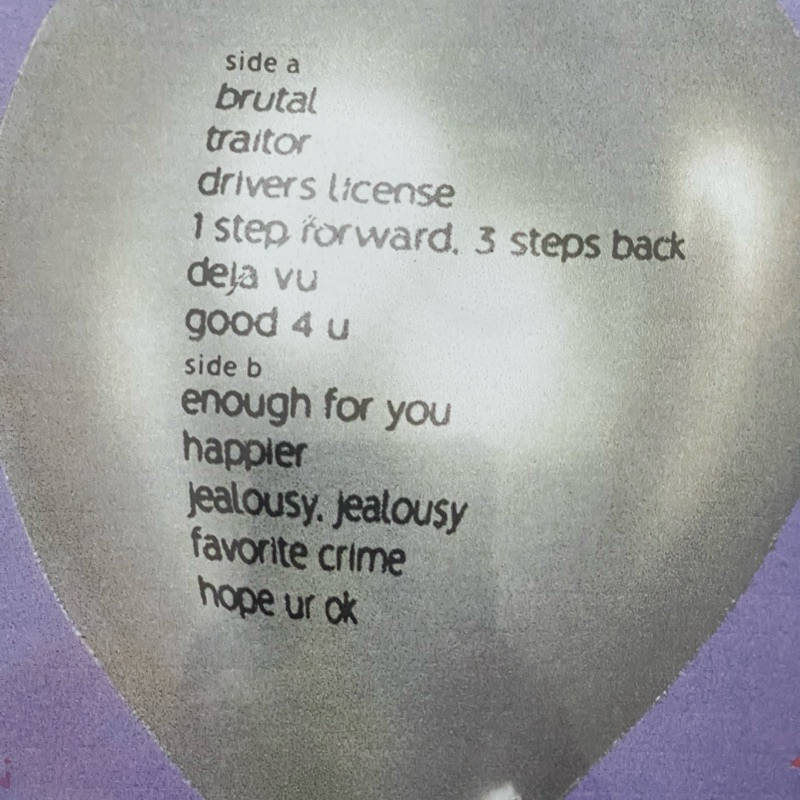 side a
brutal
traitor
drivers license
1 step forward, 3 steps back
deja vu
good 4 u
side b
enough for you
happier
jealousy, jealousy
favorite crime
hope ur ok